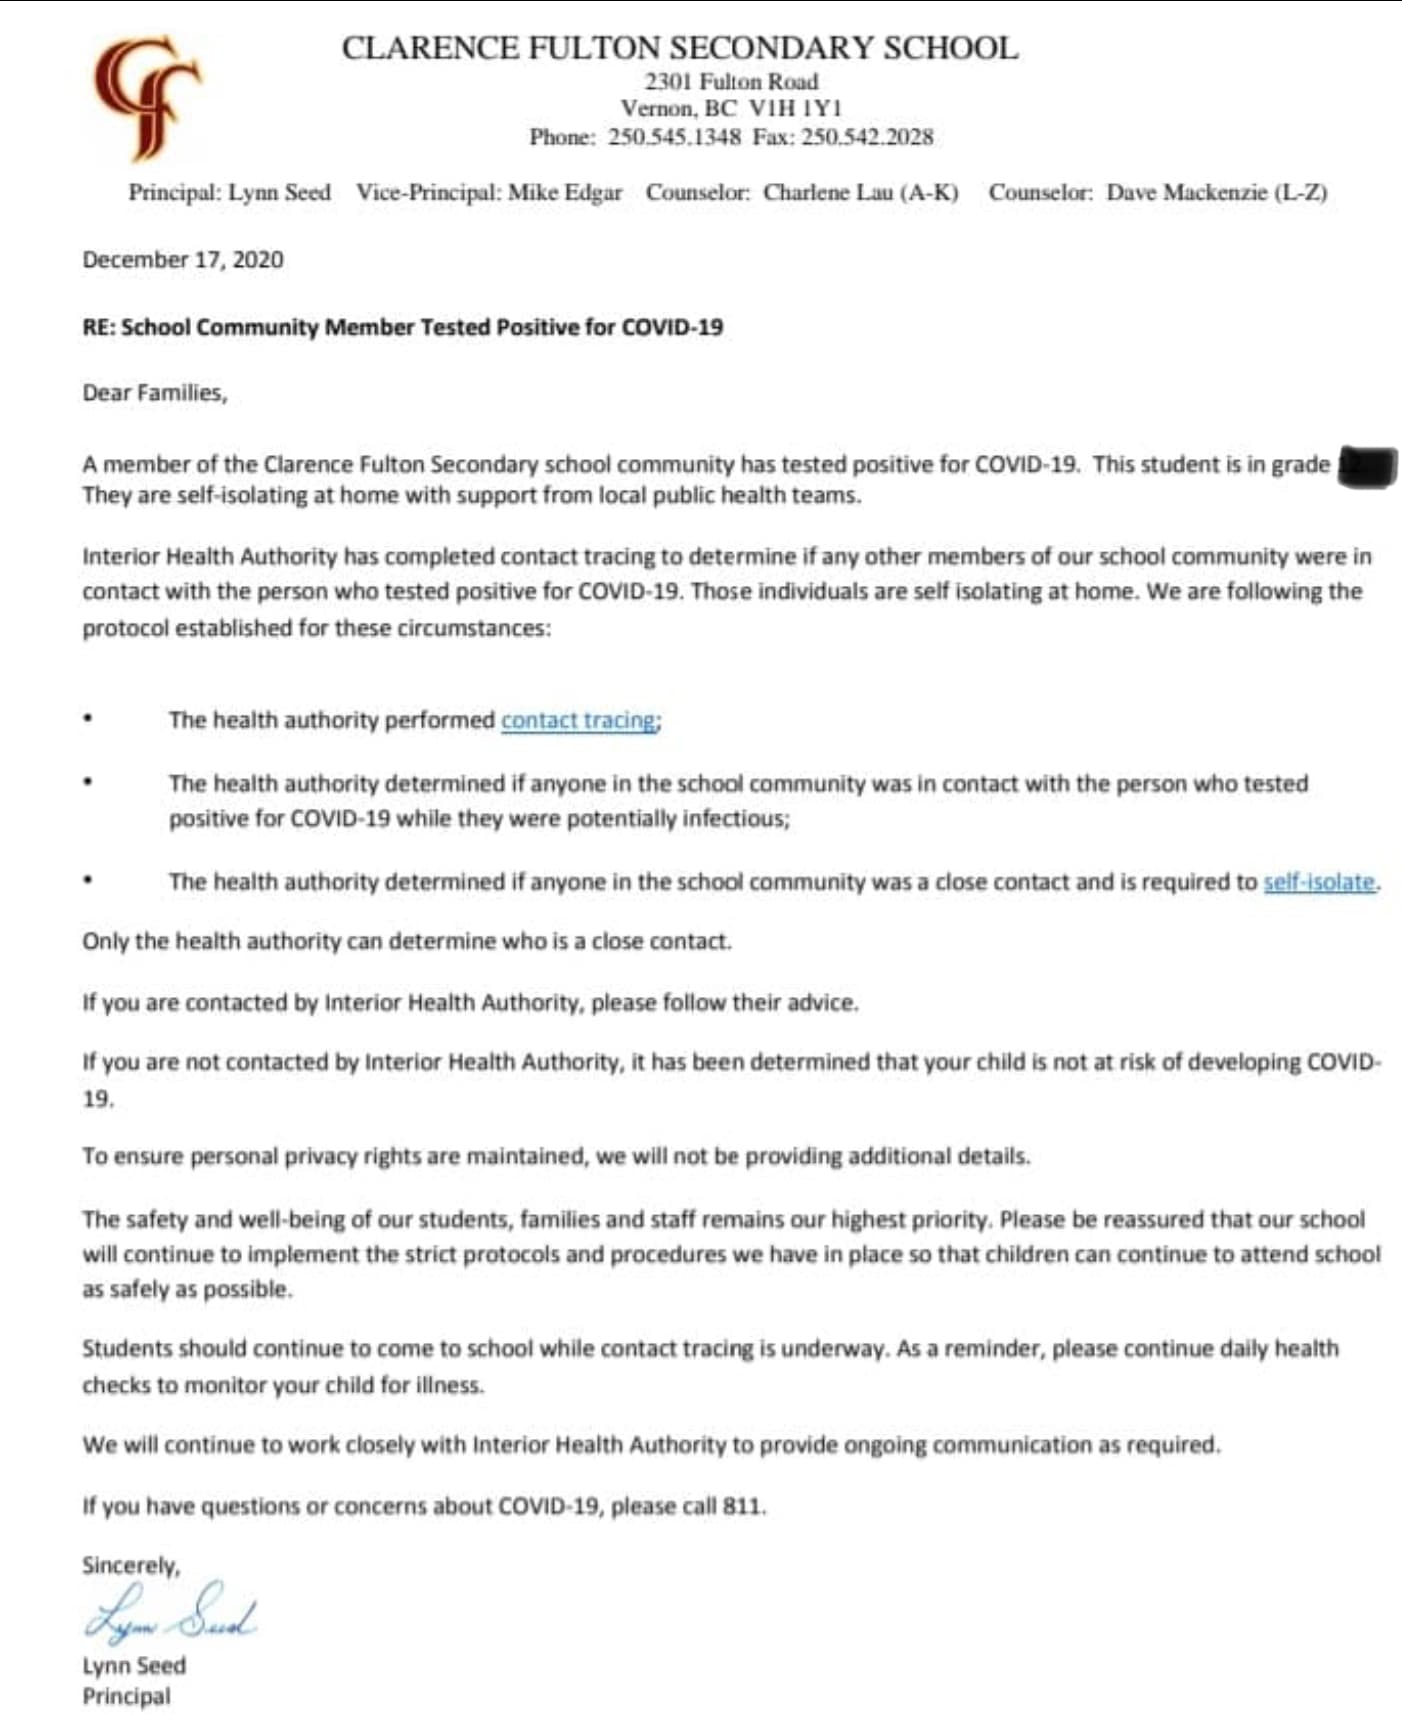 CLARENCE FULTON SECONDARY SCHOOL
2301 Fulton Road
Vernon, BC V1H 1Y1
Phone: 250.545.1348 Fax: 250.542.2028
Principal: Lynn Seed Vice-Principal: Mike Edgar Counselor: Charlene Lau (A-K) Counselor: Dave Mackenzie (L-Z)
December 17, 2020
RE: School Community Member Tested Positive for COVID-19
Dear Families,
A member of the Clarence Fulton Secondary school community has tested positive for COVID-19. This student is in grade
They are self-isolating at home with support from local public health teams.
Interior Health Authority has completed contact tracing to determine if any other members of our school community were in
contact with the person who tested positive for COVID-19. Those individuals are self isolating at home. We are following the
protocol established for these circumstances:
• The health authority performed contact tracing;
• The health authority determined if anyone in the school community was in contact with the person who tested
positive for COVID-19 while they were potentially infectious;
• The health authority determined if anyone in the school community was a close contact and is required to self-isolate.
Only the health authority can determine who is a close contact.
If you are contacted by Interior Health Authority, please follow their advice.
If you are not contacted by Interior Health Authority, it has been determined that your child is not at risk of developing COVID-
19.
To ensure personal privacy rights are maintained, we will not be providing additional details.
The safety and well-being of our students, families and staff remains our highest priority. Please be reassured that our school
will continue to implement the strict protocols and procedures we have in place so that children can continue to attend school
as safely as possible.
Students should continue to come to school while contact tracing is underway. As a reminder, please continue daily health
checks to monitor your child for illness.
We will continue to work closely with Interior Health Authority to provide ongoing communication as required.
If you have questions or concerns about COVID-19, please call 811.
Sincerely,
Lynn Seed
Lynn Seed
Principal